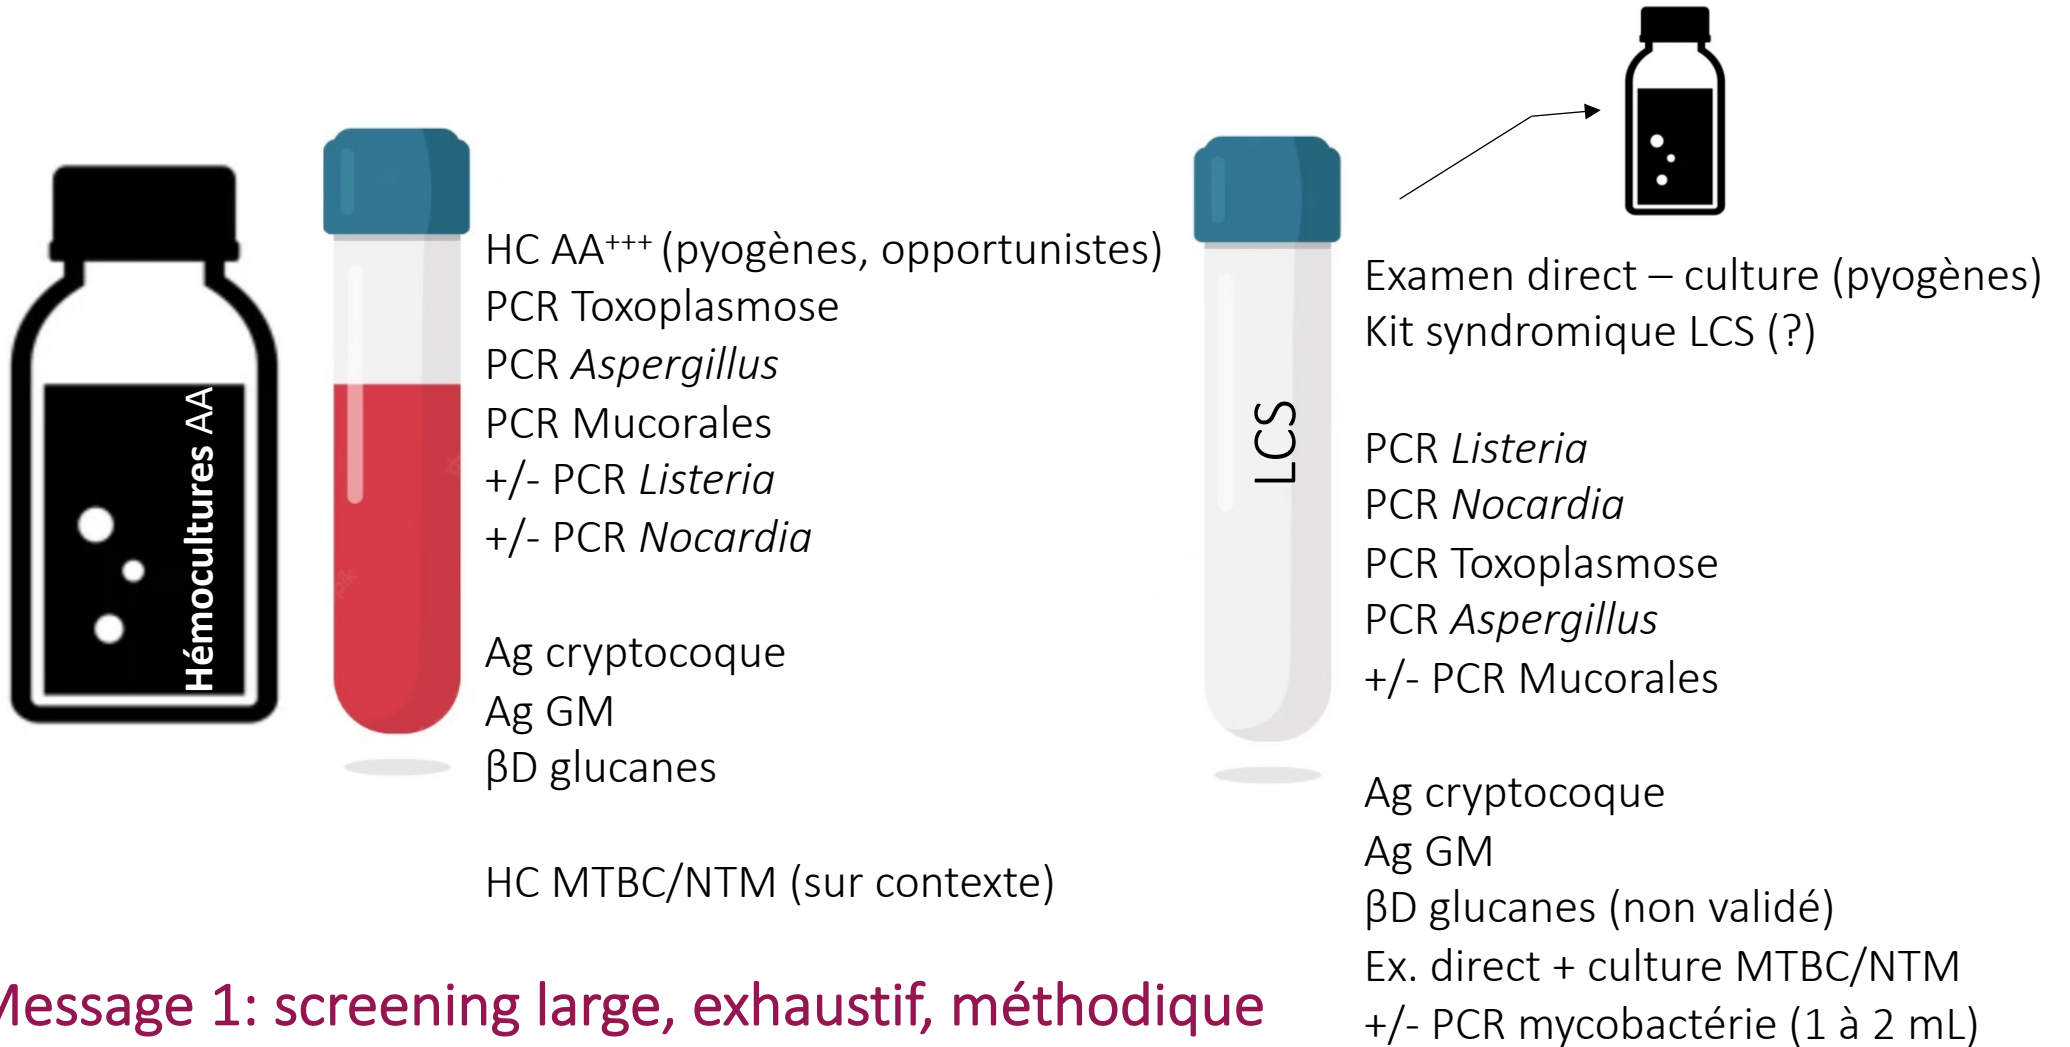 Hémocultures AA
HC AA+++ (pyogènes, opportunistes)
PCR Toxoplasmose
PCR Aspergillus
PCR Mucorales
+/- PCR Listeria
+/- PCR Nocardia
Ag cryptocoque
Ag GM
βD glucanes
HC MTBC/NTM (sur contexte)
LCS
Examen direct – culture (pyogènes)
Kit syndromique LCS (?)
PCR Listeria
PCR Nocardia
PCR Toxoplasmose
PCR Aspergillus
+/- PCR Mucorales
Ag cryptocoque
Ag GM
βD glucanes (non validé)
Ex. direct + culture MTBC/NTM
+/- PCR mycobactérie (1 à 2 mL)
Message 1: screening large, exhaustif, méthodique